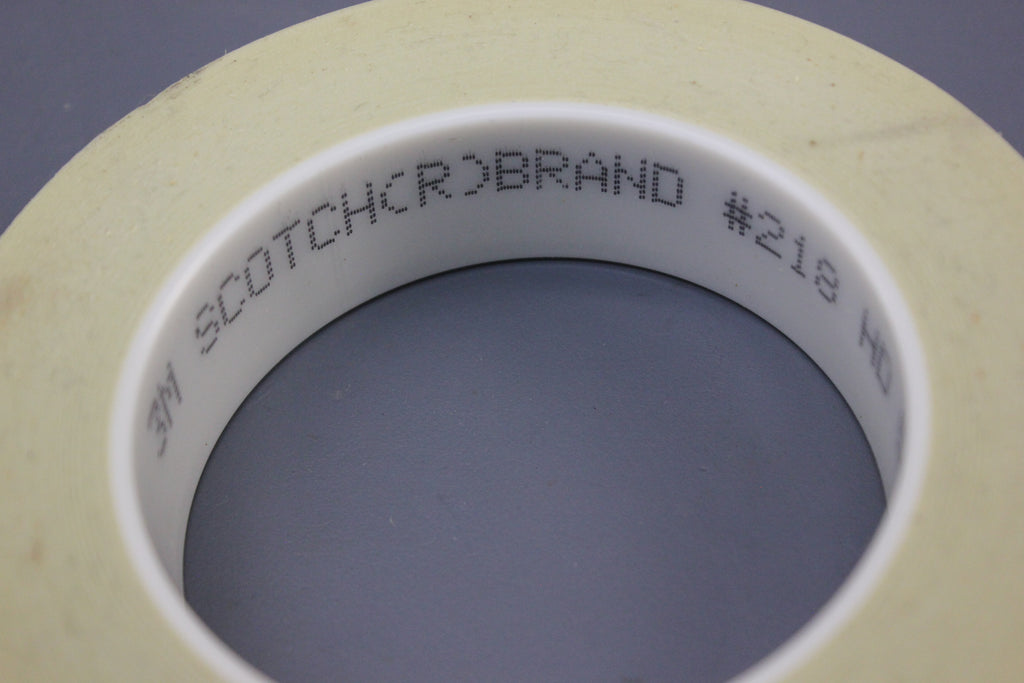 3M SCOTCH(R)BRAND #218 HD